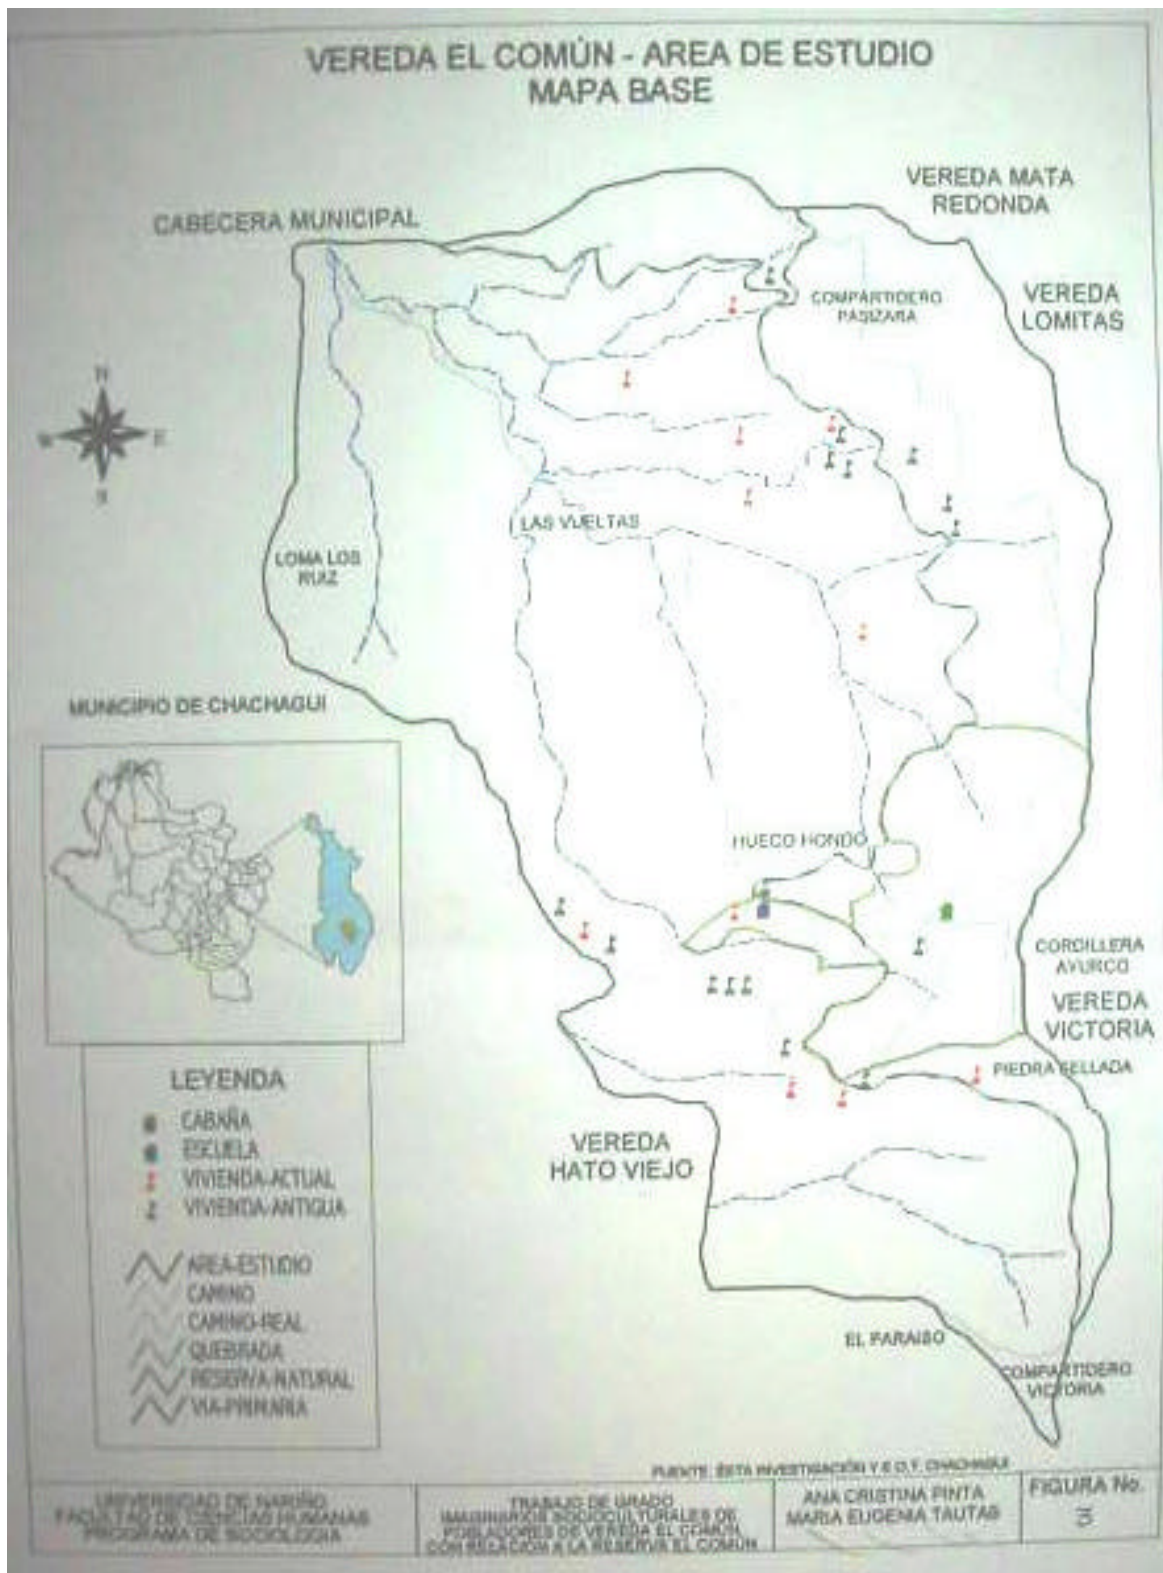 VEREDA EL COMÚN - AREA DE ESTUDIO
MAPA BASE
VEREDA MATA
REDONDA
CABECERA MUNICIPAL
VEREDA
LOMITAS
COMPARTIDERO
PASIZARA
N
W
E
S
LAS VUELTAS
LOMA LOS
RUIZ
MUNICIPIO DE CHACHAGUI
HUECO HONDO
CORDILLERA
AYURCO
VEREDA
VICTORIA
PIEDRA SELLADA
LEYENDA
CABAÑA
ESCUELA
VIVIENDA-ACTUAL
VIVIENDA-ANTIGUA
AREA-ESTUDIO
CAMINO
CAMINO-REAL
QUEBRADA
RESERVA-NATURAL
VIA-PRIMARIA
VEREDA
HATO VIEJO
EL PARAISO
COMPARTIDERO
VICTORIA
FUENTE: ESTA INVESTIGACIÓN Y E.O.T. CHACHAGUI
UNIVERSIDAD DE NARIÑO
FACULTAD DE CIENCIAS HUMANAS
PROGRAMA DE SOCIOLOGIA
TRABAJO DE GRADO
IMAGINARIOS SOCIOCULTURALES DE
POBLADORES DE VEREDA EL COMÚN
CON RELACION A LA RESERVA EL COMÚN
ANA CRISTINA PINTA
MARIA EUGENIA TAUTAS
FIGURA No.